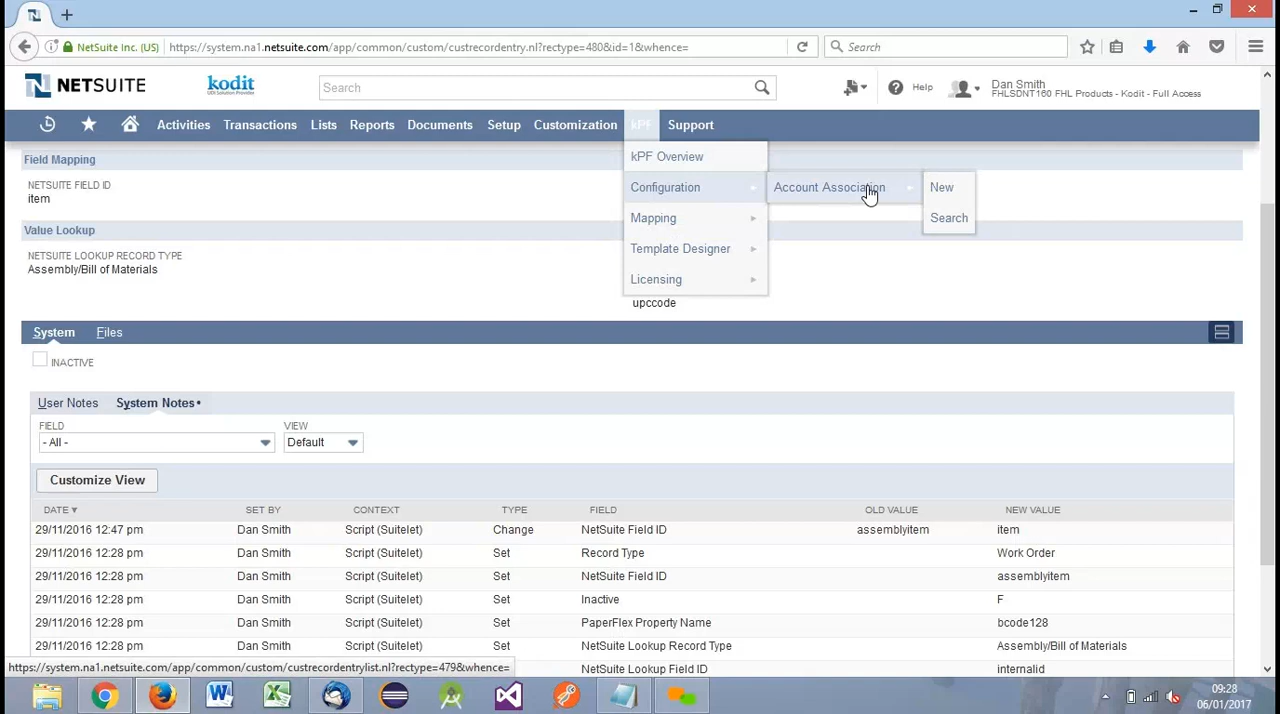 NetSuite Inc. (US)
https://system.na1.netsuite.com/app/common/custom/custrecordentry.nl?rectype=480&id=1&whence=
Search
NETSUITE
kodit
UDI Solution Provider
Search
Help
Dan Smith
FHLSDNT160 FHL Products - Kodit - Full Access
Activities
Transactions
Lists
Reports
Documents
Setup
Customization
kPF
Support
Field Mapping
NETSUITE FIELD ID
item
Value Lookup
NETSUITE LOOKUP RECORD TYPE
Assembly/Bill of Materials
kPF Overview
Configuration
Mapping
Template Designer
Licensing
Account Association
New
Search
upccode
System
Files
INACTIVE
User Notes
System Notes•
FIELD
VIEW
- All -
Default
Customize View
DATE ▼ SET BY CONTEXT TYPE FIELD OLD VALUE NEW VALUE
29/11/2016 12:47 pm Dan Smith Script (Suitelet) Change NetSuite Field ID assemblyitem item
29/11/2016 12:28 pm Dan Smith Script (Suitelet) Set Record Type Work Order
29/11/2016 12:28 pm Dan Smith Script (Suitelet) Set NetSuite Field ID assemblyitem
29/11/2016 12:28 pm Dan Smith Script (Suitelet) Set Inactive F
29/11/2016 12:28 pm Dan Smith Script (Suitelet) Set PaperFlex Property Name bcode128
29/11/2016 12:28 pm Dan Smith Script (Suitelet) Set NetSuite Lookup Record Type Assembly/Bill of Materials
NetSuite Lookup Field ID internalid
https://system.na1.netsuite.com/app/common/custom/custrecordentrylist.nl?rectype=479&whence=
09:28
06/01/2017